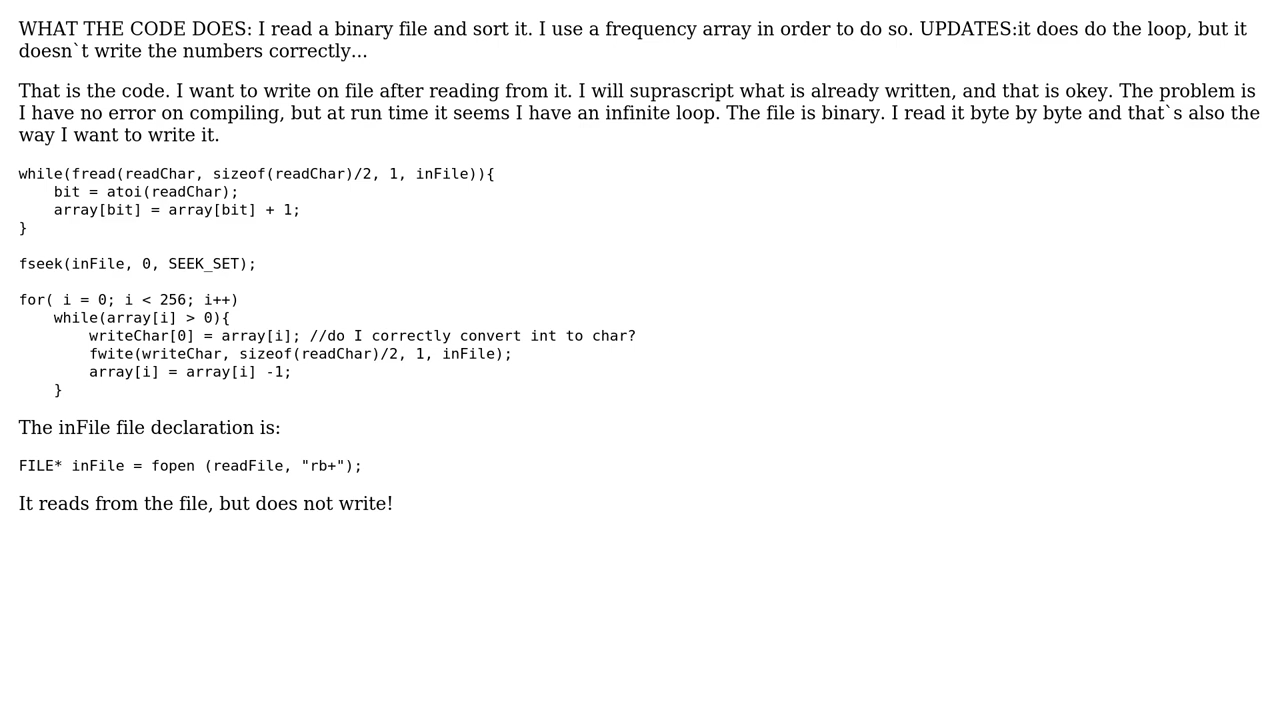 WHAT THE CODE DOES: I read a binary file and sort it. I use a frequency array in order to do so. UPDATES:it does do the loop, but it
doesn`t write the numbers correctly...
That is the code. I want to write on file after reading from it. I will suprascript what is already written, and that is okey. The problem is
I have no error on compiling, but at run time it seems I have an infinite loop. The file is binary. I read it byte by byte and that`s also the
way I want to write it.
while(fread(readChar, sizeof(readChar)/2, 1, inFile)){
    bit = atoi(readChar);
    array[bit] = array[bit] + 1;
}
fseek(inFile, 0, SEEK_SET);
for( i = 0; i < 256; i++)
    while(array[i] > 0){
        writeChar[0] = array[i]; //do I correctly convert int to char?
        fwite(writeChar, sizeof(readChar)/2, 1, inFile);
        array[i] = array[i] -1;
    }
The inFile file declaration is:
FILE* inFile = fopen (readFile, "rb+");
It reads from the file, but does not write!